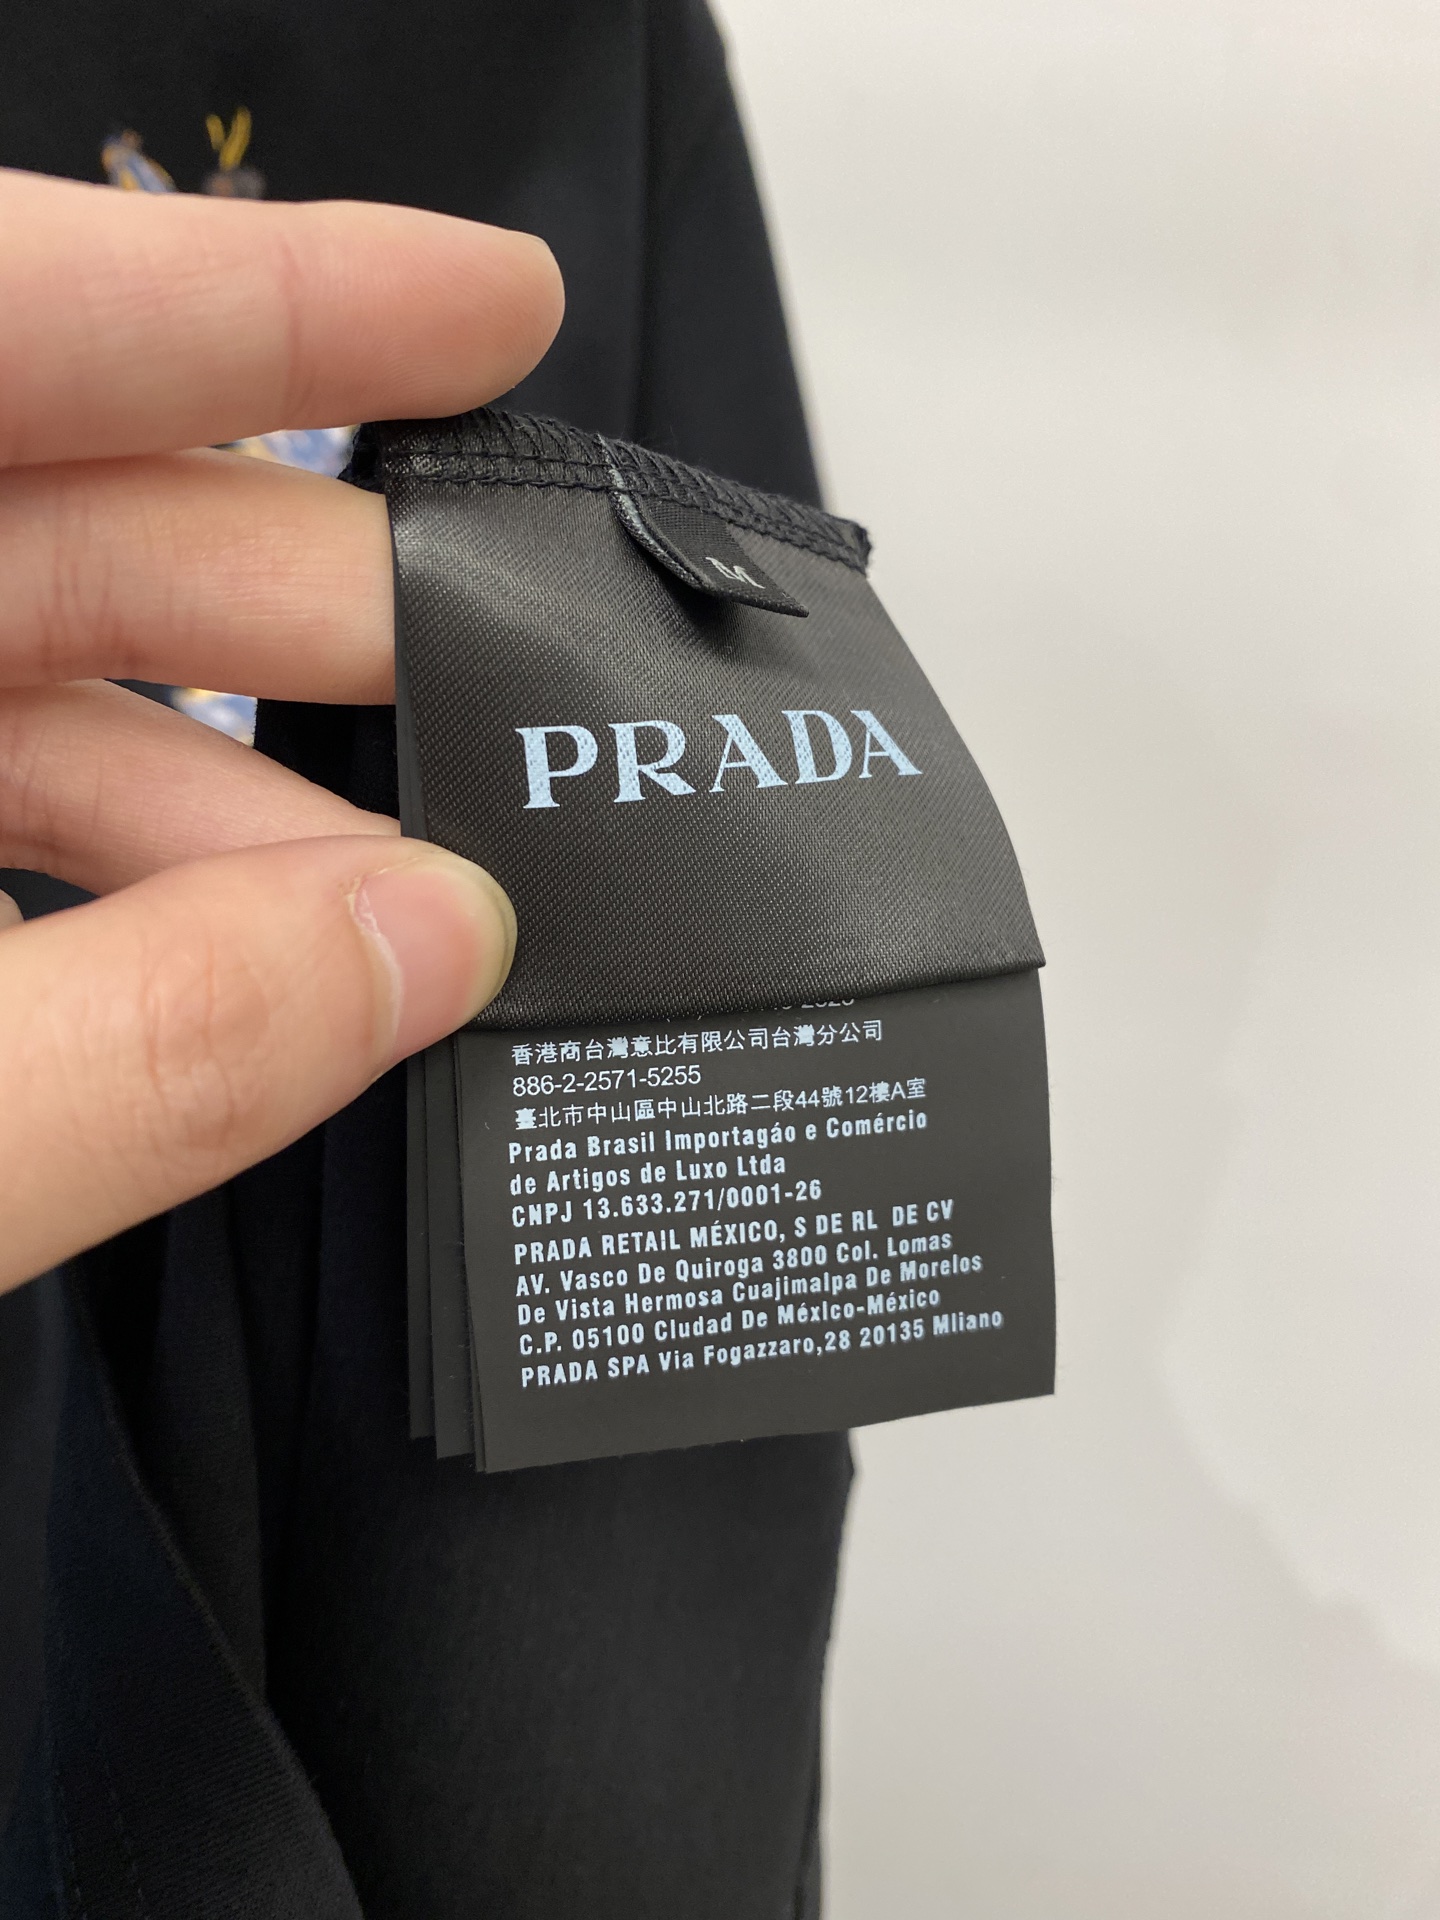 M
PRADA
香港商台灣意比有限公司台灣分公司
886-2-2571-5255
臺北市中山區中山北路二段44號12樓A室
Prada Brasil Importagáo e Comércio
de Artigos de Luxo Ltda
CNPJ 13.633.271/0001-26
PRADA RETAIL MÉXICO, S DE RL DE CV
AV. Vasco De Quiroga 3800 Col. Lomas
De Vista Hermosa Cuajimalpa De Morelos
C.P. 05100 Cludad De Méxlco-México
PRADA SPA Via Fogazzaro,28 20135 Mliano